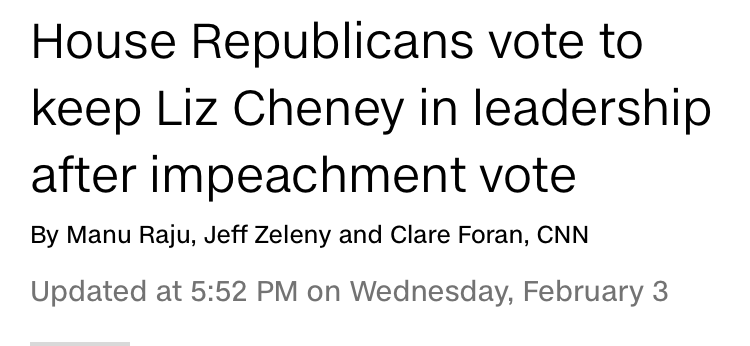 House Republicans vote to
keep Liz Cheney in leadership
after impeachment vote
By Manu Raju, Jeff Zeleny and Clare Foran, CNN
Updated at 5:52 PM on Wednesday, February 3